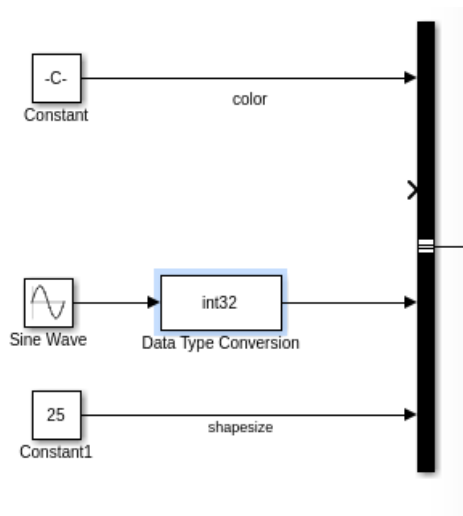 -C-
color
Constant
int32
Sine Wave
Data Type Conversion
25
shapesize
Constant1